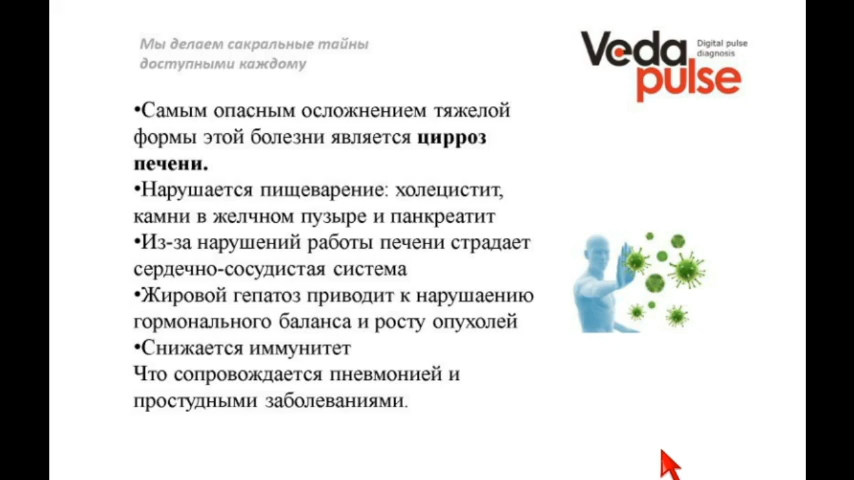 Мы делаем сакральные тайны
доступными каждому
Veda
pulse
Digital pulse
diagnosis
•Самым опасным осложнением тяжелой
формы этой болезни является цирроз
печени.
•Нарушается пищеварение: холецистит,
камни в желчном пузыре и панкреатит
•Из-за нарушений работы печени страдает
сердечно-сосудистая система
•Жировой гепатоз приводит к нарушаению
гормонального баланса и росту опухолей
•Снижается иммунитет
Что сопровождается пневмонией и
простудными заболеваниями.